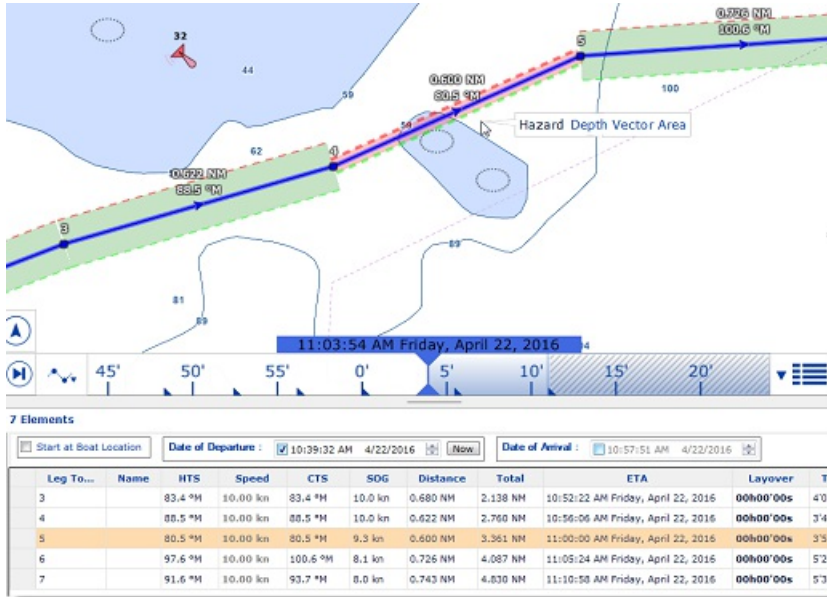 0.726 NM
100.6 °M
32
5
44
0.600 NM
80.5 °M
59
100
59
Hazard Depth Vector Area
62
4
0.622 NM
88.5 °M
3
89
81
89
11:03:54 AM Friday, April 22, 2016
45' 50' 55' 0' 5' 10' 15' 20'
7 Elements
Start at Boat Location Date of Departure : 10:39:32 AM 4/22/2016 Now Date of Arrival : 10:57:51 AM 4/22/2016
Leg To... Name HTS Speed CTS SOG Distance Total ETA Layover T
3 83.4 °M 10.00 kn 83.4 °M 10.0 kn 0.680 NM 2.138 NM 10:52:22 AM Friday, April 22, 2016 00h00'00s
4 88.5 °M 10.00 kn 88.5 °M 10.0 kn 0.622 NM 2.760 NM 10:56:06 AM Friday, April 22, 2016 00h00'00s
5 80.5 °M 10.00 kn 80.5 °M 9.3 kn 0.600 NM 3.361 NM 11:00:00 AM Friday, April 22, 2016 00h00'00s
6 97.6 °M 10.00 kn 100.6 °M 8.1 kn 0.726 NM 4.087 NM 11:05:24 AM Friday, April 22, 2016 00h00'00s
7 91.6 °M 10.00 kn 93.7 °M 8.0 kn 0.743 NM 4.830 NM 11:10:58 AM Friday, April 22, 2016 00h00'00s